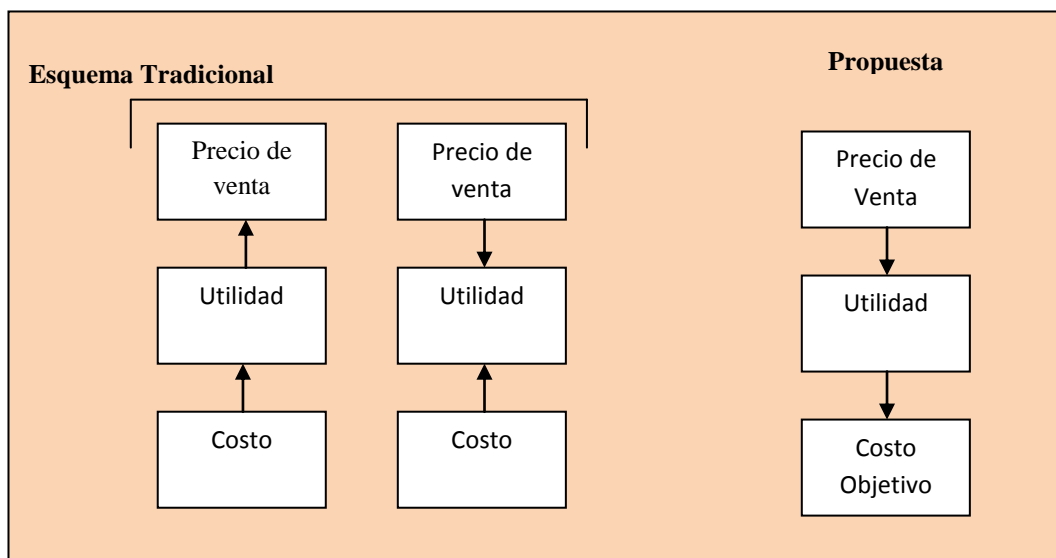 Esquema Tradicional
Precio de
venta
Utilidad
Costo
Precio de
venta
Utilidad
Costo
Propuesta
Precio de
Venta
Utilidad
Costo
Objetivo